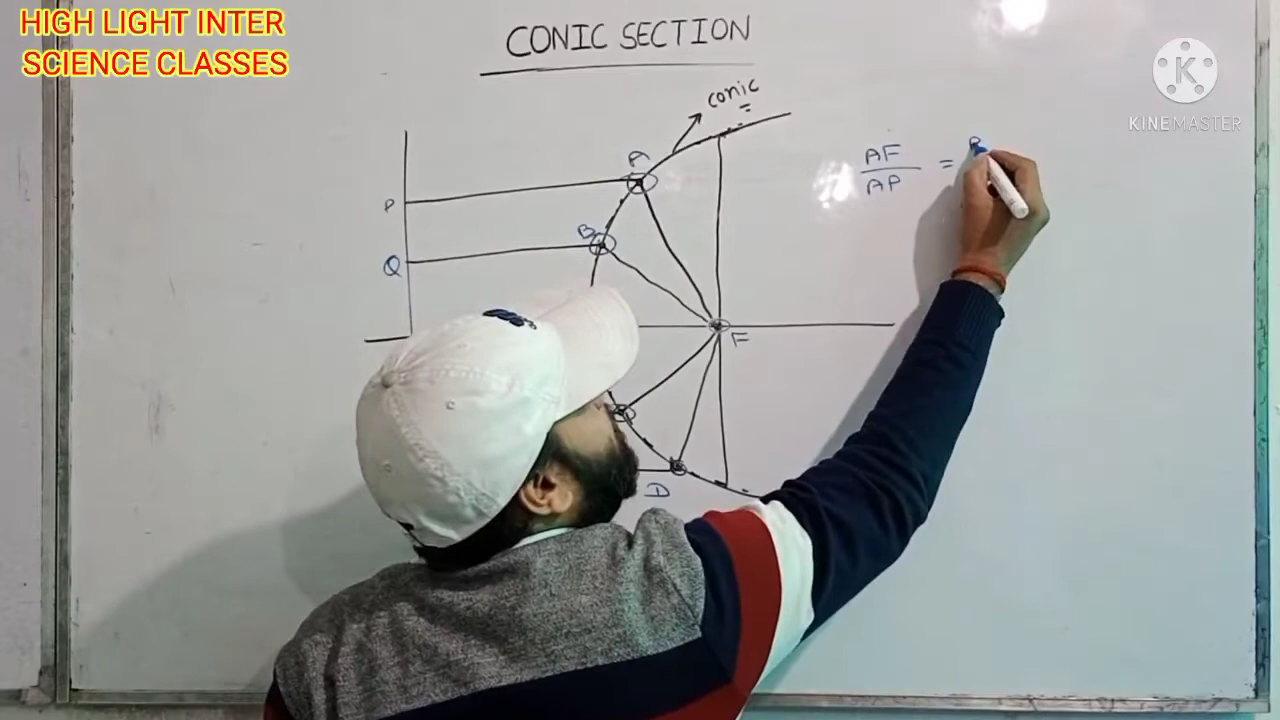 HIGH LIGHT INTER
SCIENCE CLASSES
CONIC SECTION
K
KINEMASTER
conic
A
P
B
Q
F
D
AF
AP
=